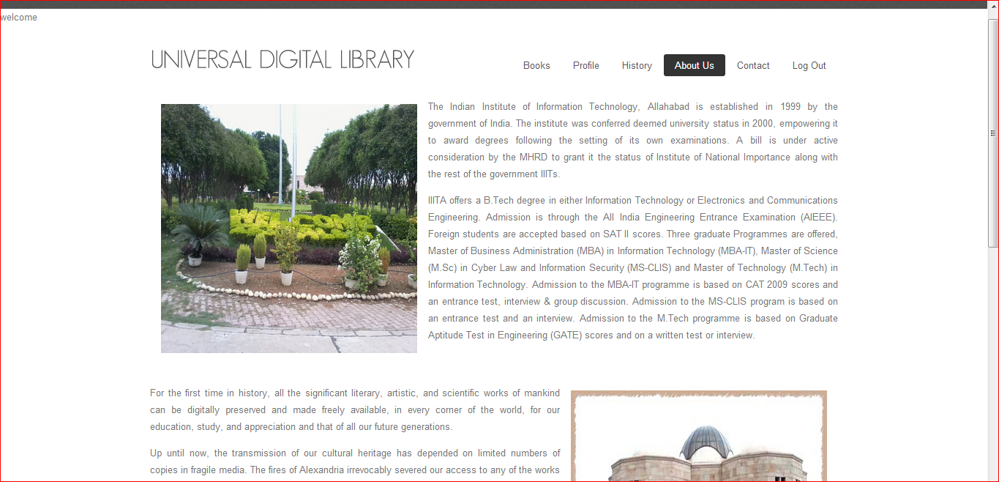 welcome
UNIVERSAL DIGITAL LIBRARY
Books Profile History About Us Contact Log Out
WELCOME
The Indian Institute of Information Technology, Allahabad is established in 1999 by the
government of India. The institute was conferred deemed university status in 2000, empowering it
to award degrees following the setting of its own examinations. A bill is under active
consideration by the MHRD to grant it the status of Institute of National Importance along with
the rest of the government IIITs.
IIITA offers a B.Tech degree in either Information Technology or Electronics and Communications
Engineering. Admission is through the All India Engineering Entrance Examination (AIEEE).
Foreign students are accepted based on SAT II scores. Three graduate Programmes are offered,
Master of Business Administration (MBA) in Information Technology (MBA-IT), Master of Science
(M.Sc) in Cyber Law and Information Security (MS-CLIS) and Master of Technology (M.Tech) in
Information Technology. Admission to the MBA-IT programme is based on CAT 2009 scores and
an entrance test, interview & group discussion. Admission to the MS-CLIS program is based on
an entrance test and an interview. Admission to the M.Tech programme is based on Graduate
Aptitude Test in Engineering (GATE) scores and on a written test or interview.
For the first time in history, all the significant literary, artistic, and scientific works of mankind
can be digitally preserved and made freely available, in every corner of the world, for our
education, study, and appreciation and that of all our future generations.
Up until now, the transmission of our cultural heritage has depended on limited numbers of
copies in fragile media. The fires of Alexandria irrevocably severed our access to any of the works